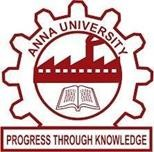 ANNA UNIVERSITY
PROGRESS THROUGH KNOWLEDGE